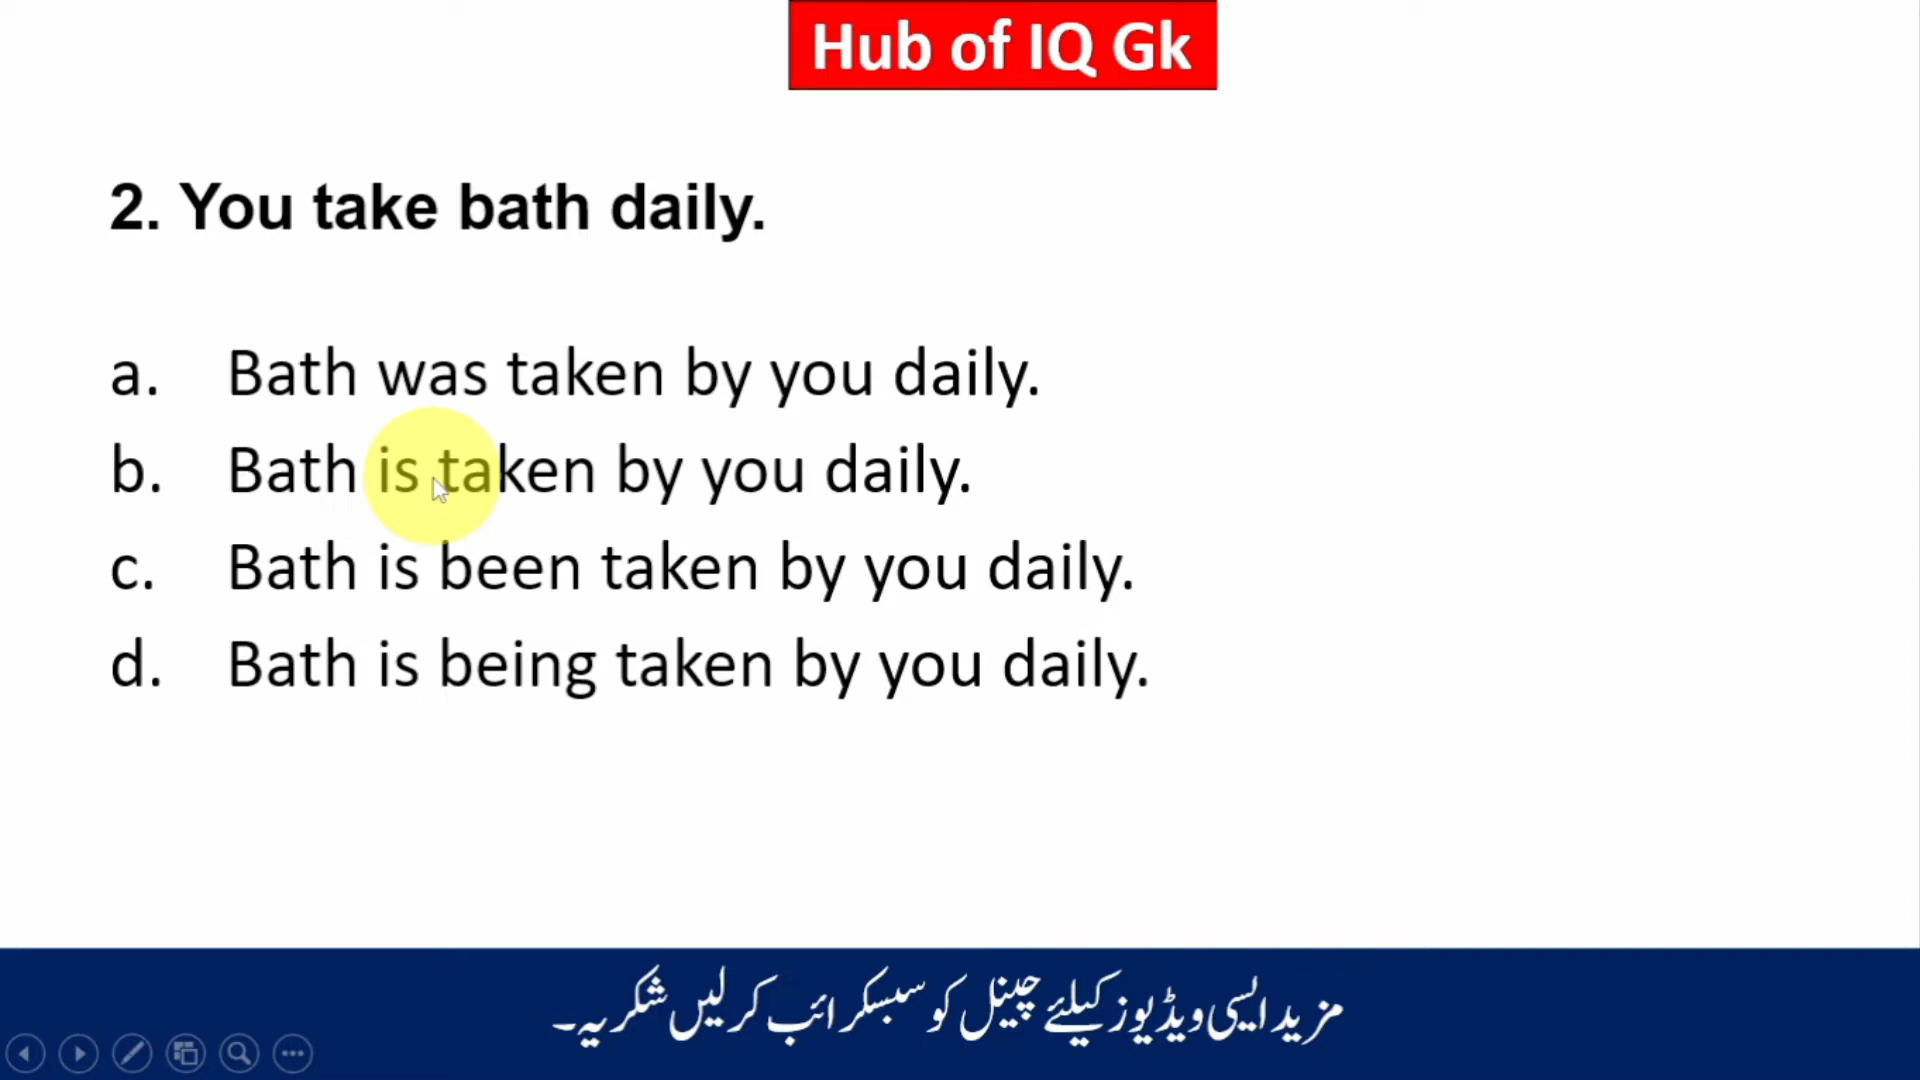 Hub of IQ Gk
2. You take bath daily.
a. Bath was taken by you daily.
b. Bath is taken by you daily.
c. Bath is been taken by you daily.
d. Bath is being taken by you daily.
مزید ایسی ویڈیوز کیلئے چینل کو سبسکرائب کر لیں شکریہ۔